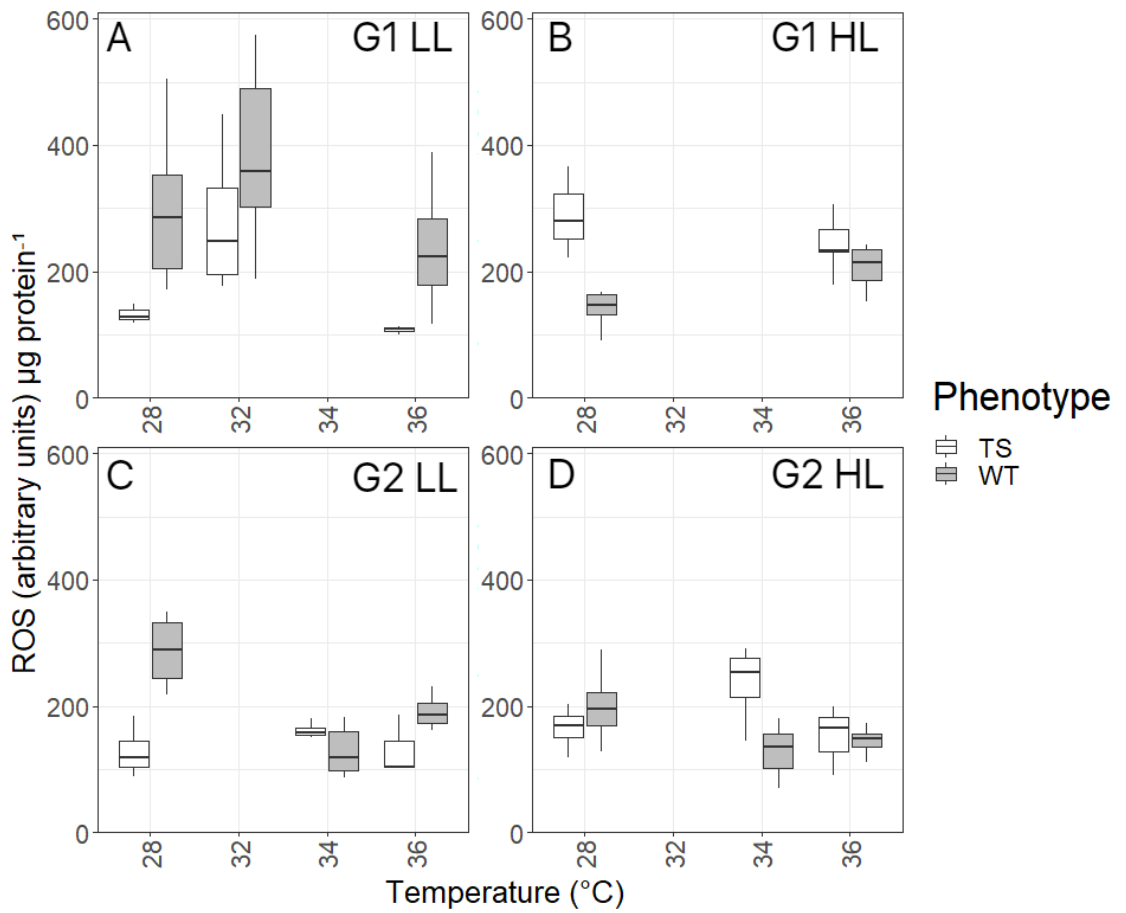 A
G1 LL
600
400
200
0
28
32
34
36
B
G1 HL
600
400
200
0
28
32
34
36
C
G2 LL
600
400
200
0
28
32
34
36
D
G2 HL
600
400
200
0
28
32
34
36
ROS (arbitrary units) µg protein⁻¹
Temperature (°C)
Phenotype
TS
WT